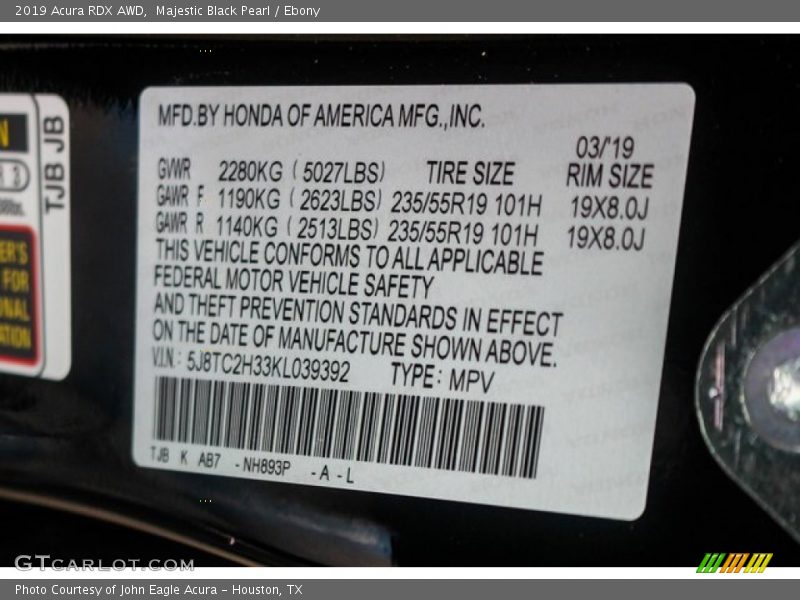 2019 Acura RDX AWD,  Majestic Black Pearl / Ebony
MFD.BY HONDA OF AMERICA MFG.,INC.
03/'19
GVWR 2280KG (5027LBS) TIRE SIZE RIM SIZE
GAWR F 1190KG (2623LBS) 235/55R19 101H 19X8.0J
GAWR R 1140KG (2513LBS) 235/55R19 101H 19X8.0J
THIS VEHICLE CONFORMS TO ALL APPLICABLE
FEDERAL MOTOR VEHICLE SAFETY
AND THEFT PREVENTION STANDARDS IN EFFECT
ON THE DATE OF MANUFACTURE SHOWN ABOVE.
V.I.N.: 5J8TC2H33KL039392 TYPE: MPV
TJB K AB7 -NH893P -A -L
TJB JB
ER'S
FOR
GTCARLOT.COM
Photo Courtesy of John Eagle Acura - Houston, TX